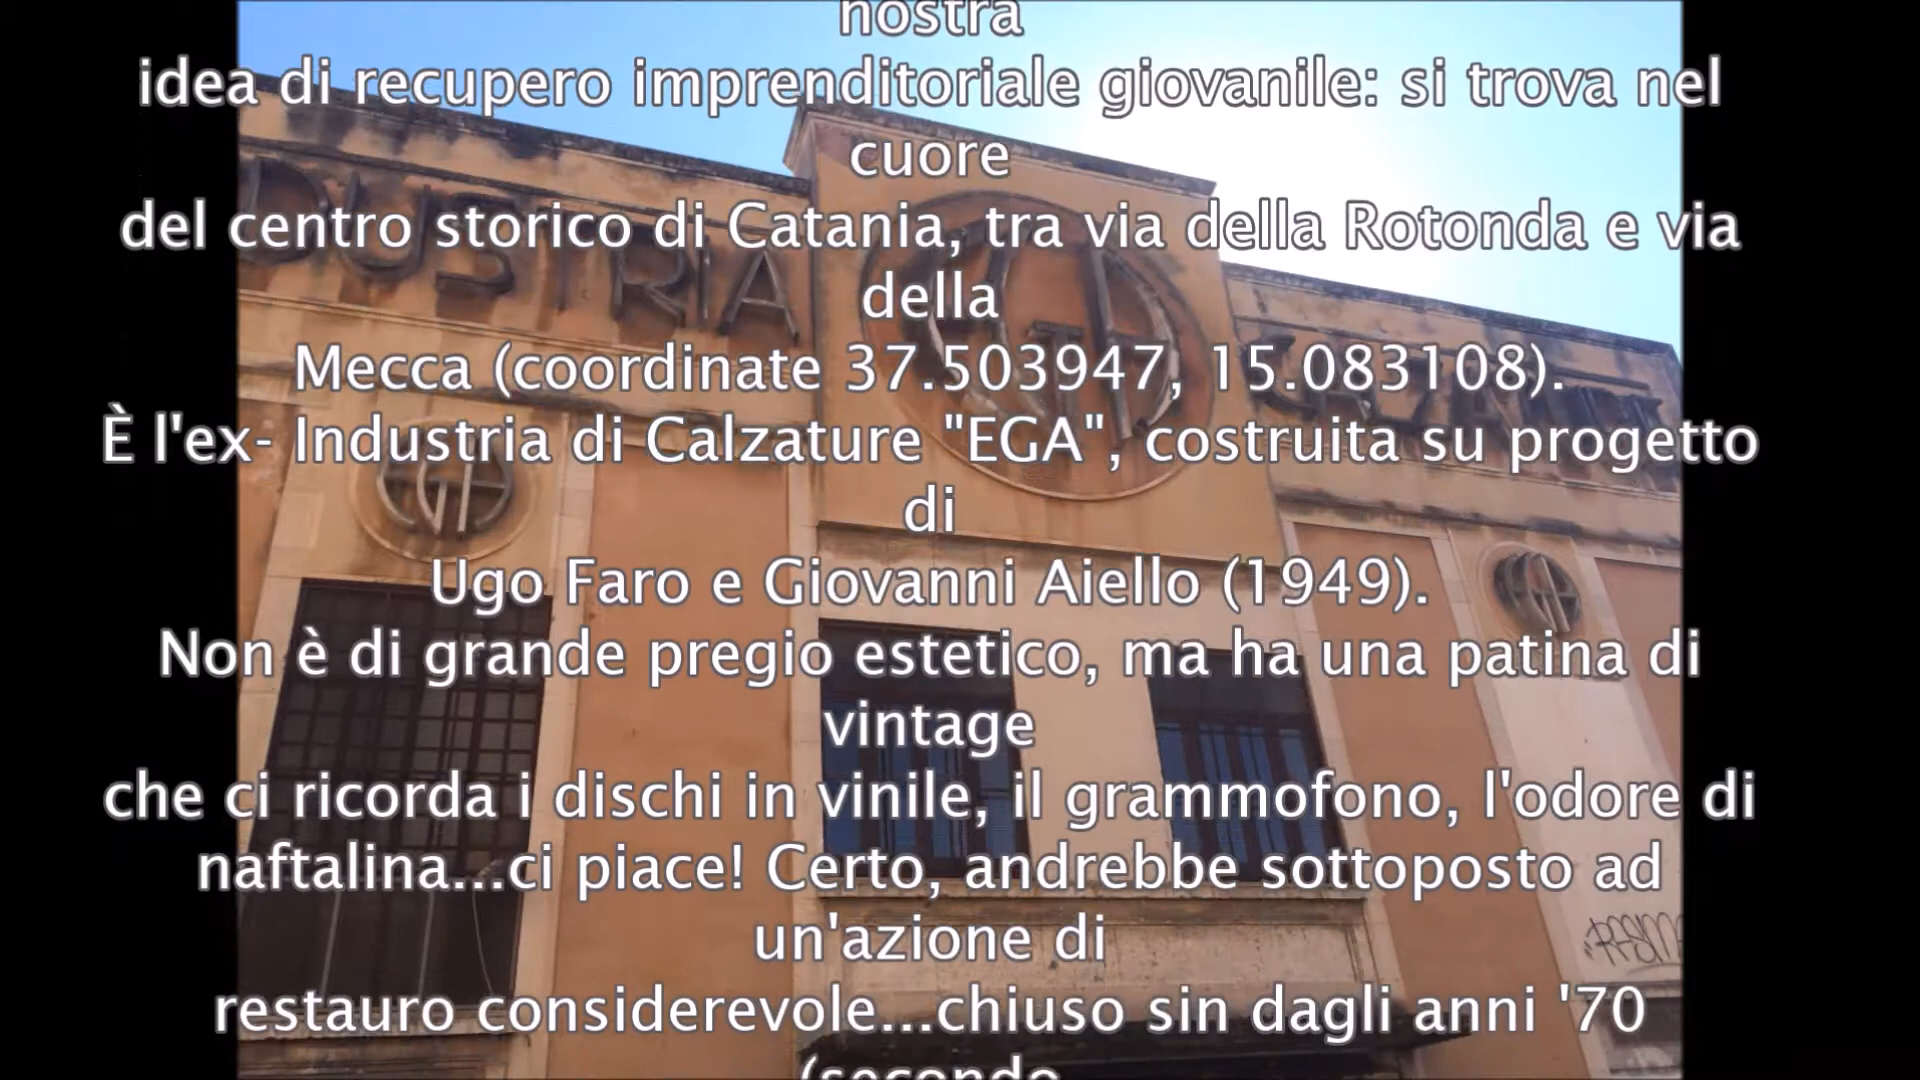 nostra
idea di recupero imprenditoriale giovanile: si trova nel
cuore
del centro storico di Catania, tra via della Rotonda e via
della
Mecca (coordinate 37.503947, 15.083108).
È l'ex- Industria di Calzature "EGA", costruita su progetto
di
Ugo Faro e Giovanni Aiello (1949).
Non è di grande pregio estetico, ma ha una patina di
vintage
che ci ricorda i dischi in vinile, il grammofono, l'odore di
naftalina...ci piace! Certo, andrebbe sottoposto ad
un'azione di
restauro considerevole...chiuso sin dagli anni '70
(secondo
DUSTRIA